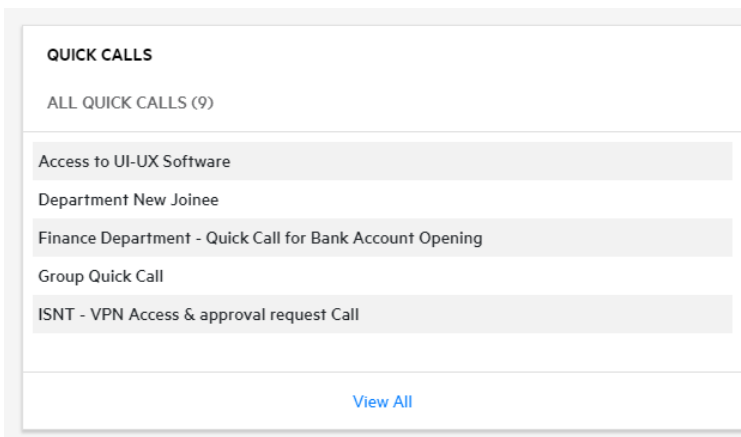 QUICK CALLS
ALL QUICK CALLS (9)
Access to UI-UX Software
Department New Joinee
Finance Department - Quick Call for Bank Account Opening
Group Quick Call
ISNT - VPN Access & approval request Call
View All